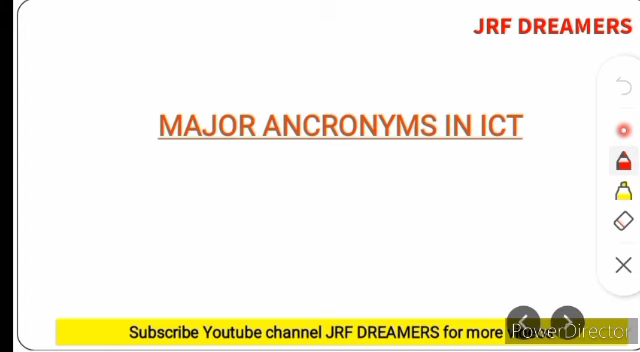 JRF DREAMERS
MAJOR ANCRONYMS IN ICT
Subscribe Youtube channel JRF DREAMERS for more
PowerDirector